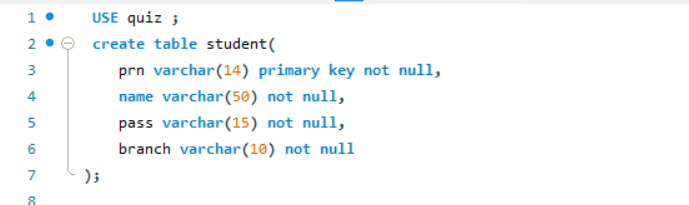 1 USE quiz ;
2 create table student(
3 prn varchar(14) primary key not null,
4 name varchar(50) not null,
5 pass varchar(15) not null,
6 branch varchar(10) not null
7 );
8